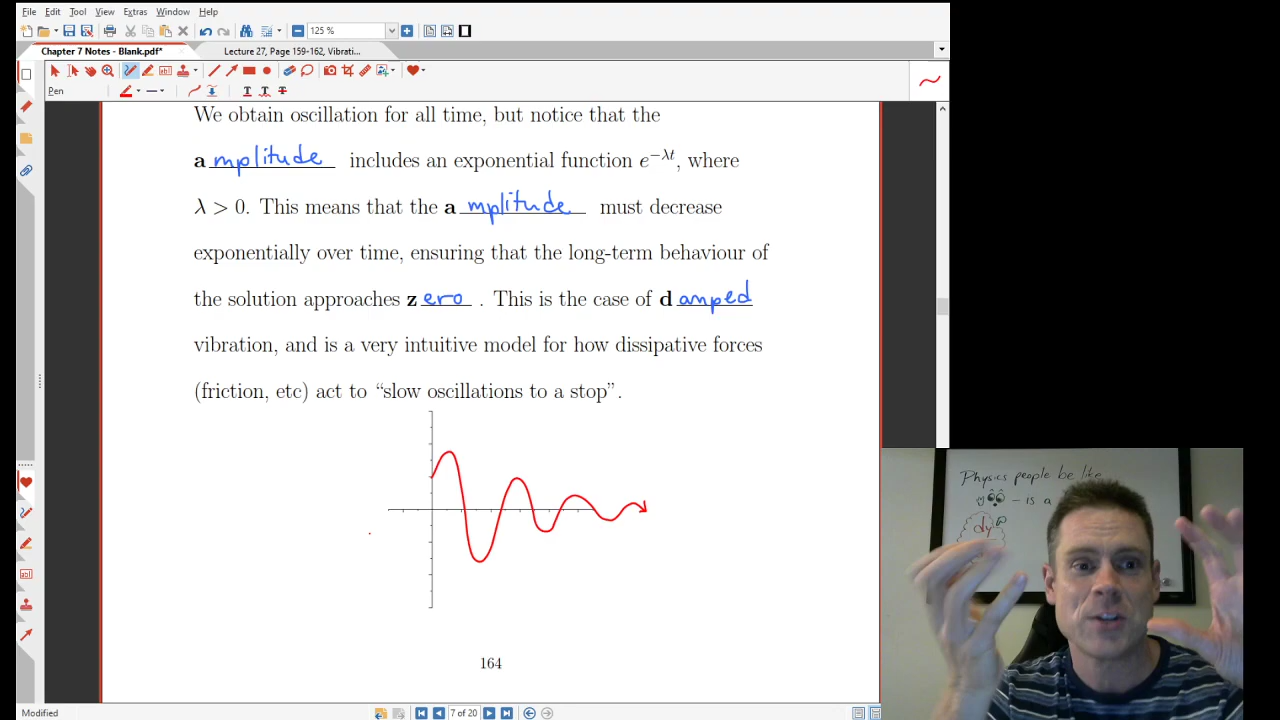 File Edit Tool View Extras Window Help
125 %
Chapter 7 Notes - Blank.pdf* Lecture 27, Page 159-162, Vibrati...
Pen
We obtain oscillation for all time, but notice that the
amplitude includes an exponential function e^{−λt}, where
λ > 0. This means that the amplitude must decrease
exponentially over time, ensuring that the long-term behaviour of
the solution approaches zero. This is the case of damped
vibration, and is a very intuitive model for how dissipative forces
(friction, etc) act to “slow oscillations to a stop”.
164
Physics people be like
- is a
dy
Modified 7 of 20